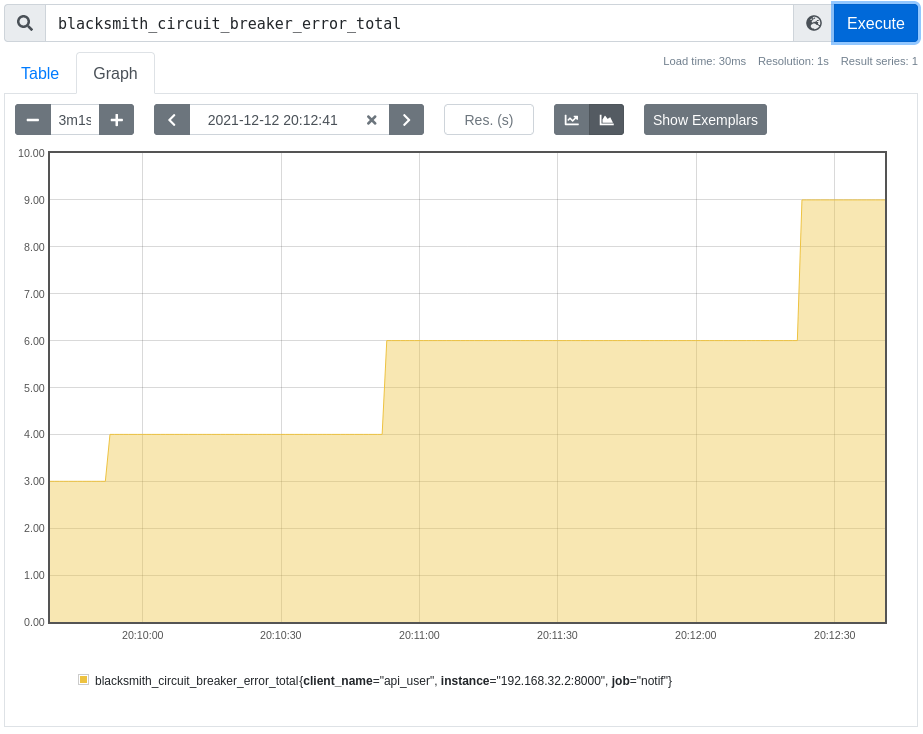 blacksmith_circuit_breaker_error_total
Execute
Table
Graph
Load time: 30ms Resolution: 1s Result series: 1
3m1s
2021-12-12 20:12:41
Res. (s)
Show Exemplars
10.00
9.00
8.00
7.00
6.00
5.00
4.00
3.00
2.00
1.00
0.00
20:10:00 20:10:30 20:11:00 20:11:30 20:12:00 20:12:30
blacksmith_circuit_breaker_error_total{client_name="api_user", instance="192.168.32.2:8000", job="notif"}